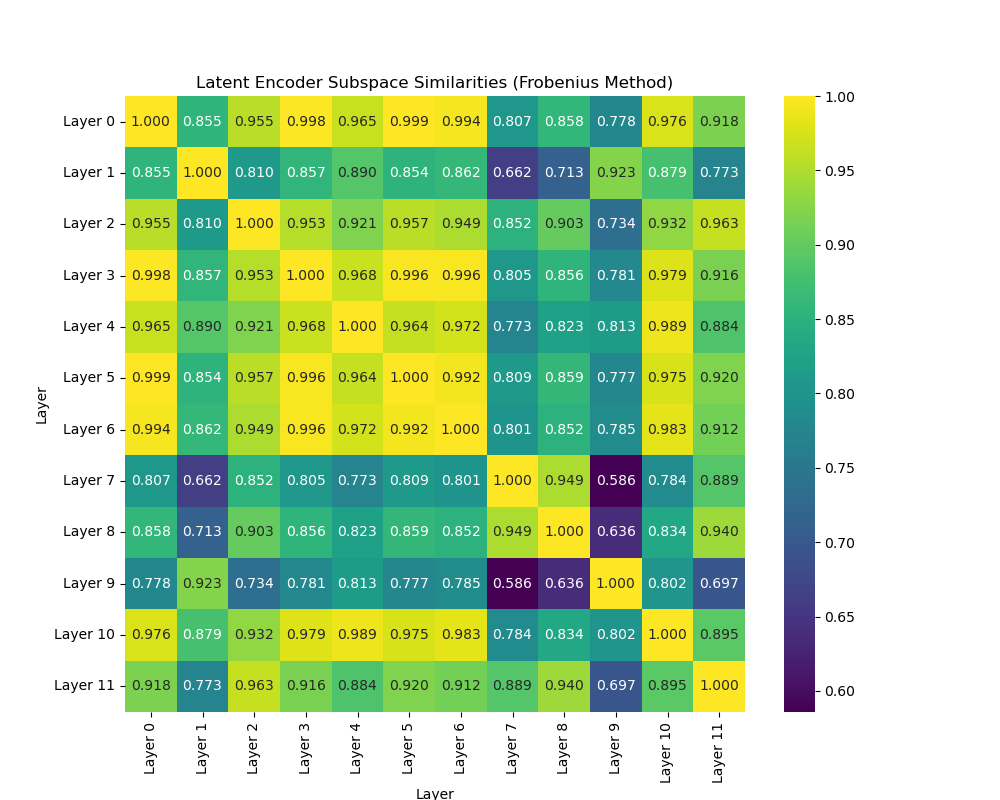 Latent Encoder Subspace Similarities (Frobenius Method)
Layer 0 1.000 0.855 0.955 0.998 0.965 0.999 0.994 0.807 0.858 0.778 0.976 0.918
Layer 1 0.855 1.000 0.810 0.857 0.890 0.854 0.862 0.662 0.713 0.923 0.879 0.773
Layer 2 0.955 0.810 1.000 0.953 0.921 0.957 0.949 0.852 0.903 0.734 0.932 0.963
Layer 3 0.998 0.857 0.953 1.000 0.968 0.996 0.996 0.805 0.856 0.781 0.979 0.916
Layer 4 0.965 0.890 0.921 0.968 1.000 0.964 0.972 0.773 0.823 0.813 0.989 0.884
Layer 5 0.999 0.854 0.957 0.996 0.964 1.000 0.992 0.809 0.859 0.777 0.975 0.920
Layer 6 0.994 0.862 0.949 0.996 0.972 0.992 1.000 0.801 0.852 0.785 0.983 0.912
Layer 7 0.807 0.662 0.852 0.805 0.773 0.809 0.801 1.000 0.949 0.586 0.784 0.889
Layer 8 0.858 0.713 0.903 0.856 0.823 0.859 0.852 0.949 1.000 0.636 0.834 0.940
Layer 9 0.778 0.923 0.734 0.781 0.813 0.777 0.785 0.586 0.636 1.000 0.802 0.697
Layer 10 0.976 0.879 0.932 0.979 0.989 0.975 0.983 0.784 0.834 0.802 1.000 0.895
Layer 11 0.918 0.773 0.963 0.916 0.884 0.920 0.912 0.889 0.940 0.697 0.895 1.000
Layer
Layer 0 Layer 1 Layer 2 Layer 3 Layer 4 Layer 5 Layer 6 Layer 7 Layer 8 Layer 9 Layer 10 Layer 11
Layer
1.00
0.95
0.90
0.85
0.80
0.75
0.70
0.65
0.60